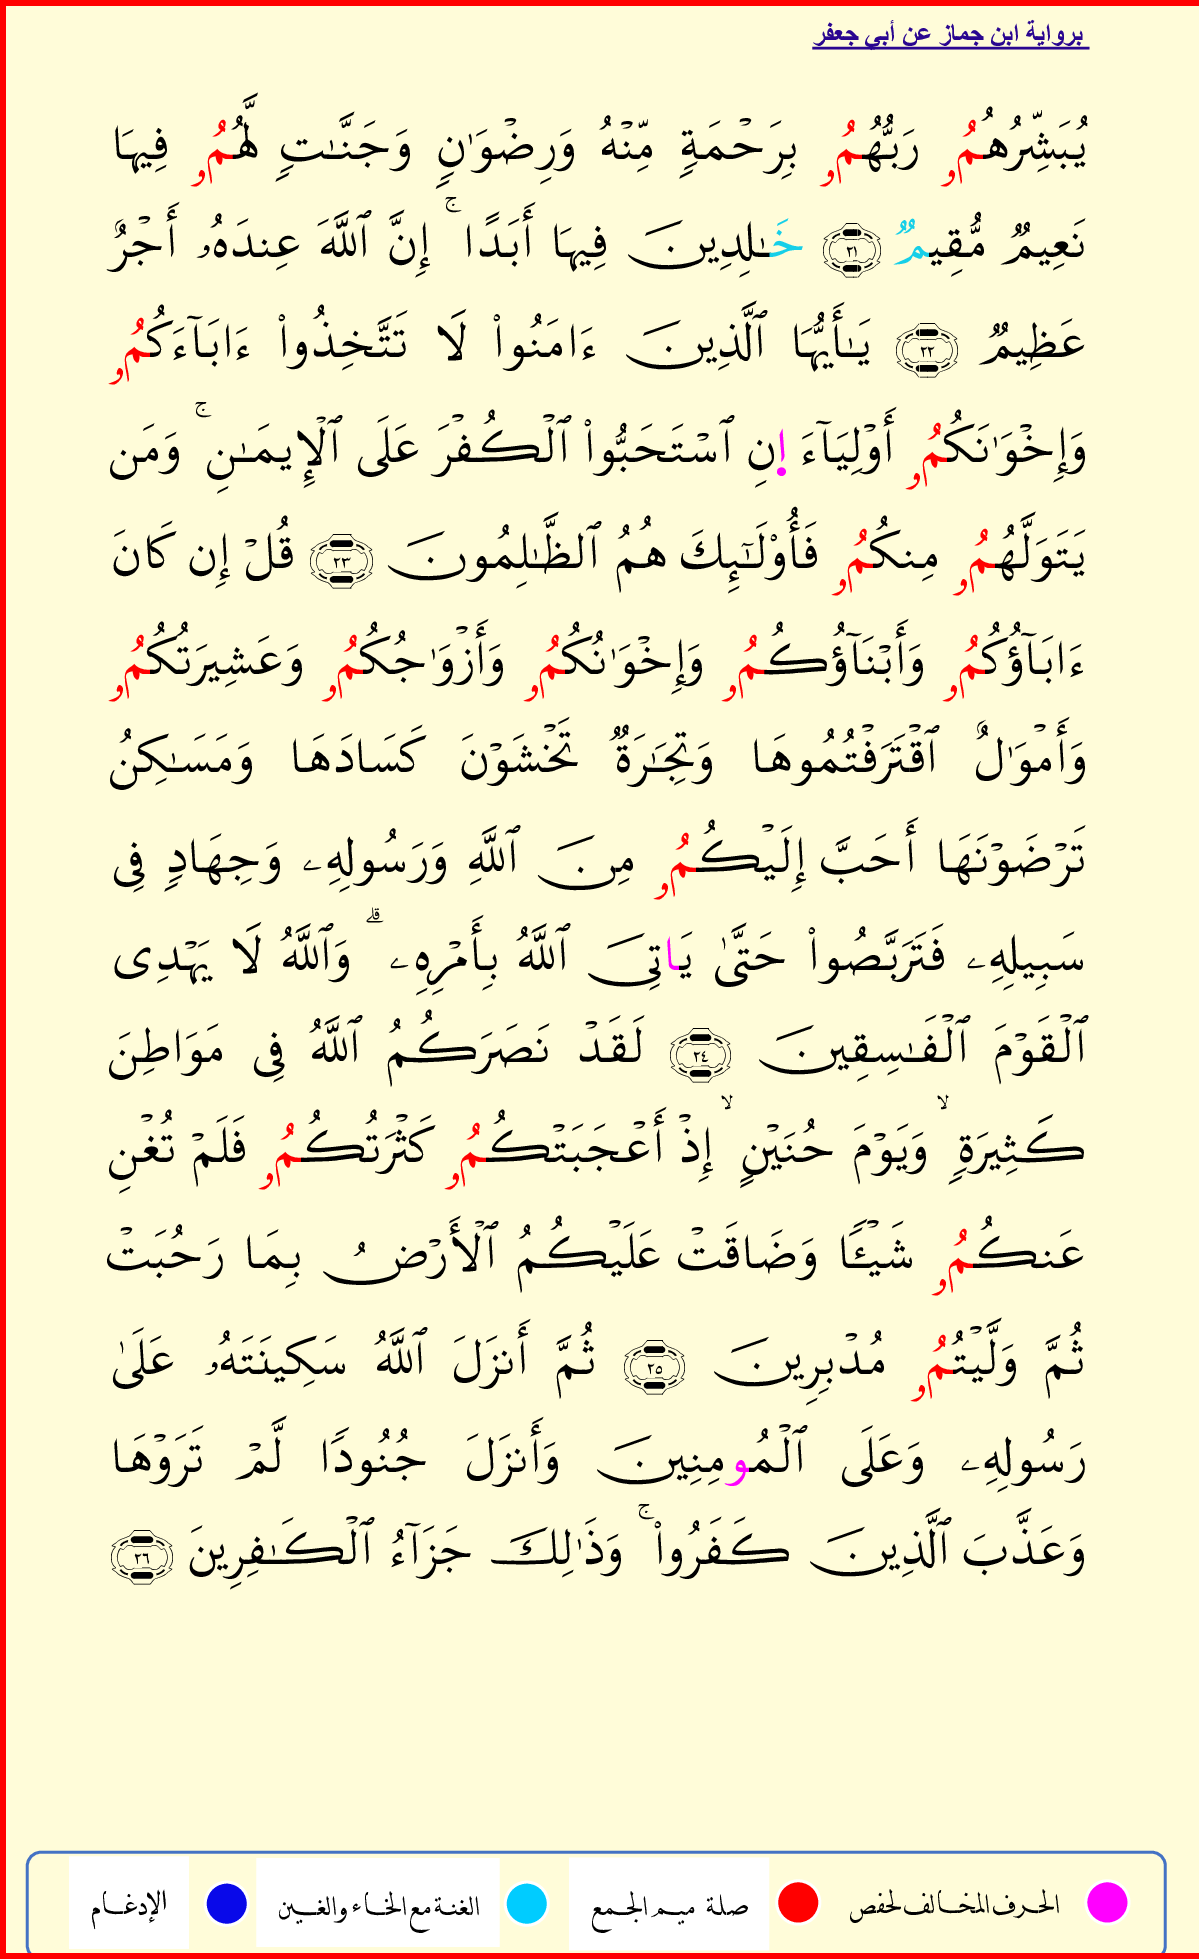 برواية ابن جماز عن أبي جعفر
يُبَشِّرُهُمُۥ رَبُّهُمُۥ بِرَحْمَةٍ مِّنْهُ وَرِضْوَٰنٍ وَجَنَّـٰتٍ لَّهُمُۥ فِيهَا
نَعِيمٌ مُّقِيمٌ ٢١ خَـٰلِدِينَ فِيهَا أَبَدًا ۚ إِنَّ ٱللَّهَ عِندَهُۥ أَجْرٌ
عَظِيمٌ ٢٢ يَـٰٓأَيُّهَا ٱلَّذِينَ ءَامَنُوا۟ لَا تَتَّخِذُوا۟ ءَابَآءَكُمُۥ
وَإِخْوَٰنَكُمُۥ أَوْلِيَآءَ إِنِ ٱسْتَحَبُّوا۟ ٱلْكُفْرَ عَلَى ٱلْإِيمَـٰنِ ۚ وَمَن
يَتَوَلَّهُمُۥ مِنكُمُۥ فَأُو۟لَـٰٓئِكَ هُمُ ٱلظَّـٰلِمُونَ ٢٣ قُلْ إِن كَانَ
ءَابَآؤُكُمُۥ وَأَبْنَآؤُكُمُۥ وَإِخْوَٰنُكُمُۥ وَأَزْوَٰجُكُمُۥ وَعَشِيرَتُكُمُۥ
وَأَمْوَٰلٌ ٱقْتَرَفْتُمُوهَا وَتِجَـٰرَةٌ تَخْشَوْنَ كَسَادَهَا وَمَسَـٰكِنُ
تَرْضَوْنَهَا أَحَبَّ إِلَيْكُمُۥ مِنَ ٱللَّهِ وَرَسُولِهِۦ وَجِهَادٍ فِى
سَبِيلِهِۦ فَتَرَبَّصُوا۟ حَتَّىٰ يَاتِىَ ٱللَّهُ بِأَمْرِهِۦ ۗ وَٱللَّهُ لَا يَهْدِى
ٱلْقَوْمَ ٱلْفَـٰسِقِينَ ٢٤ لَقَدْ نَصَرَكُمُ ٱللَّهُ فِى مَوَاطِنَ
كَثِيرَةٍ ۙ وَيَوْمَ حُنَيْنٍ ۙ إِذْ أَعْجَبَتْكُمُۥ كَثْرَتُكُمُۥ فَلَمْ تُغْنِ
عَنكُمُۥ شَيْـًٔا وَضَاقَتْ عَلَيْكُمُ ٱلْأَرْضُ بِمَا رَحُبَتْ
ثُمَّ وَلَّيْتُمُۥ مُدْبِرِينَ ٢٥ ثُمَّ أَنزَلَ ٱللَّهُ سَكِينَتَهُۥ عَلَىٰ
رَسُولِهِۦ وَعَلَى ٱلْمُومِنِينَ وَأَنزَلَ جُنُودًا لَّمْ تَرَوْهَا
وَعَذَّبَ ٱلَّذِينَ كَفَرُوا۟ ۚ وَذَٰلِكَ جَزَآءُ ٱلْكَـٰفِرِينَ ٢٦
الحرف المخالف لحفص صلة ميم الجمع الغنة مع الخاء والغين الإدغام